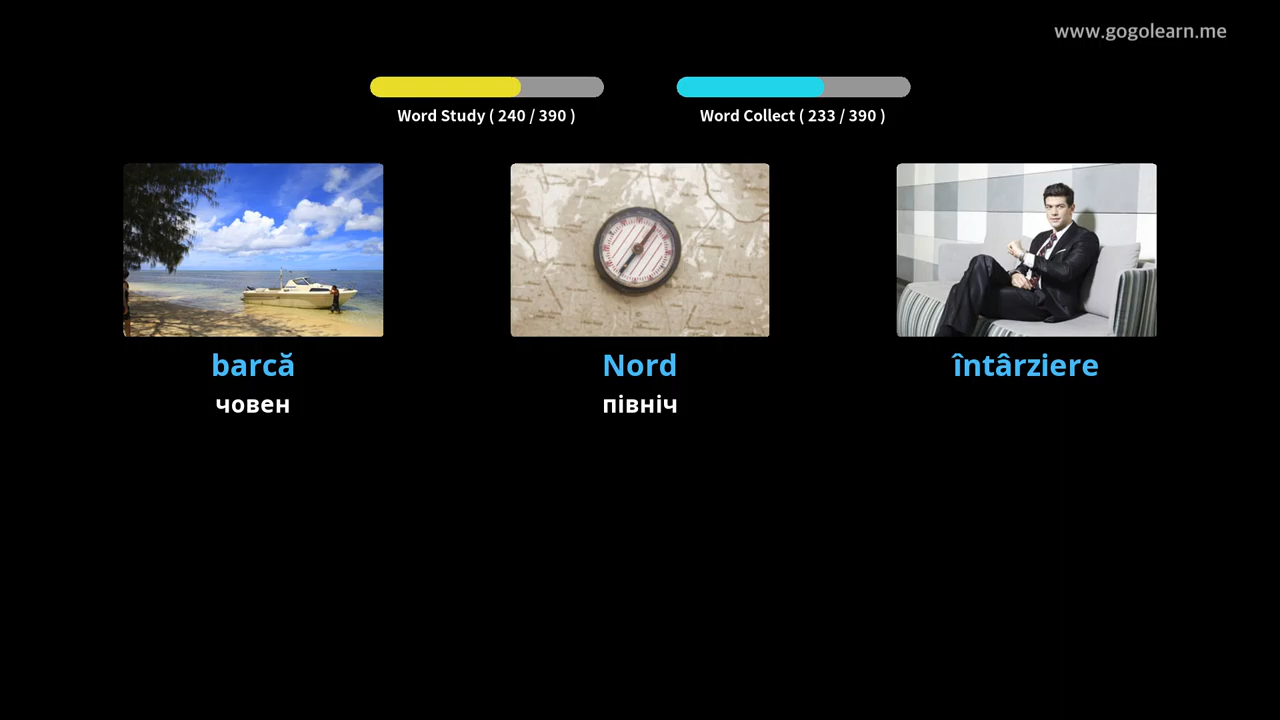 www.gogolearn.me
Word Study ( 240 / 390 )
Word Collect ( 233 / 390 )
barcă
Nord
întârziere
човен
північ